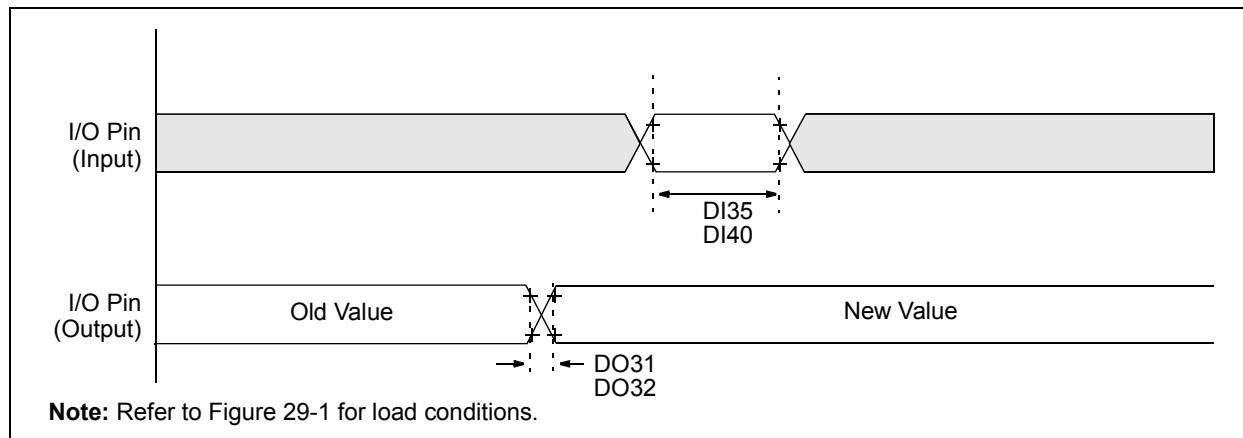 I/O Pin
(Input)
DI35
DI40
I/O Pin
(Output)
Old Value
New Value
DO31
DO32
Note: Refer to Figure 29-1 for load conditions.